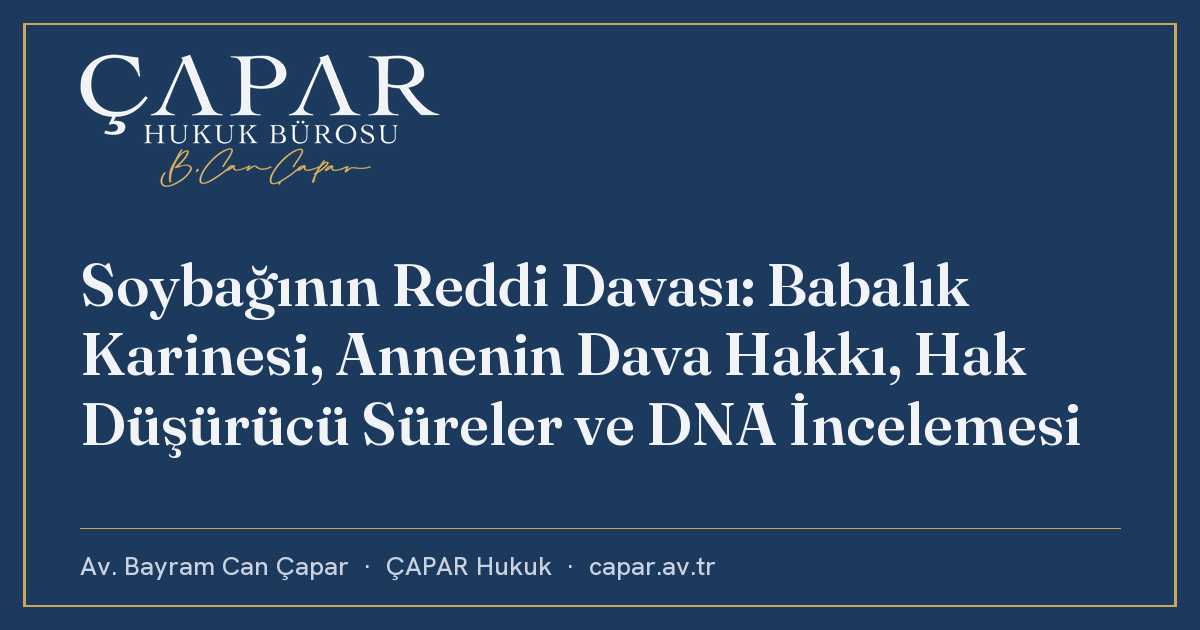 ÇAPAR
HUKUK BÜROSU
B.Can Çapar
Soybağının Reddi Davası: Babalık
Karinesi, Annenin Dava Hakkı, Hak
Düşürücü Süreler ve DNA İncelemesi
Av. Bayram Can Çapar · ÇAPAR Hukuk · capar.av.tr